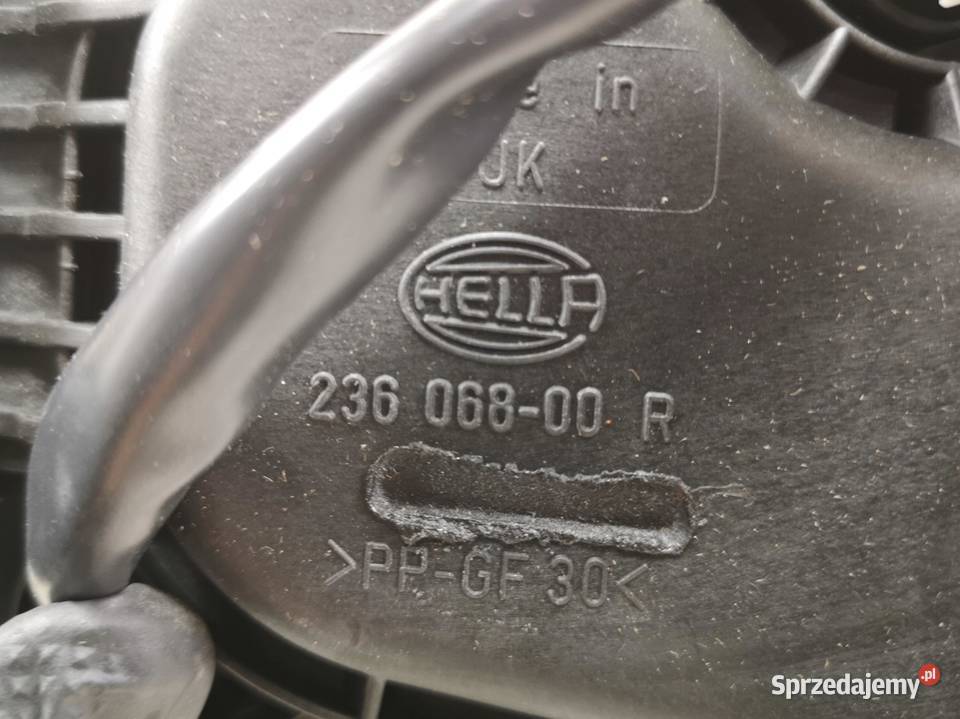 in
UK
HELLA
236 068-00 R
>PP-GF 30<
Sprzedajemy.pl